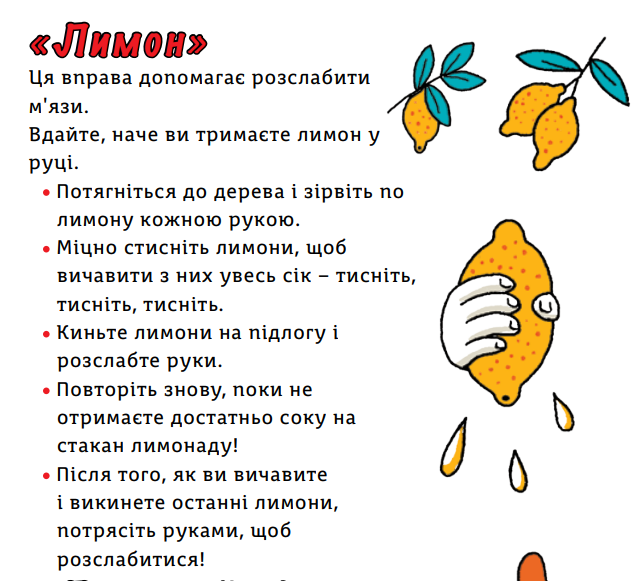 «Лимон»
Ця вправа допомагає розслабити
м'язи.
Вдайте, наче ви тримаєте лимон у
руці.
• Потягніться до дерева і зірвіть по
лимону кожною рукою.
• Міцно стисніть лимони, щоб
вичавити з них увесь сік – тисніть,
тисніть, тисніть.
• Киньте лимони на підлогу і
розслабте руки.
• Повторіть знову, поки не
отримаєте достатньо соку на
стакан лимонаду!
• Після того, як ви вичавите
і викинете останні лимони,
потрясіть руками, щоб
розслабитися!